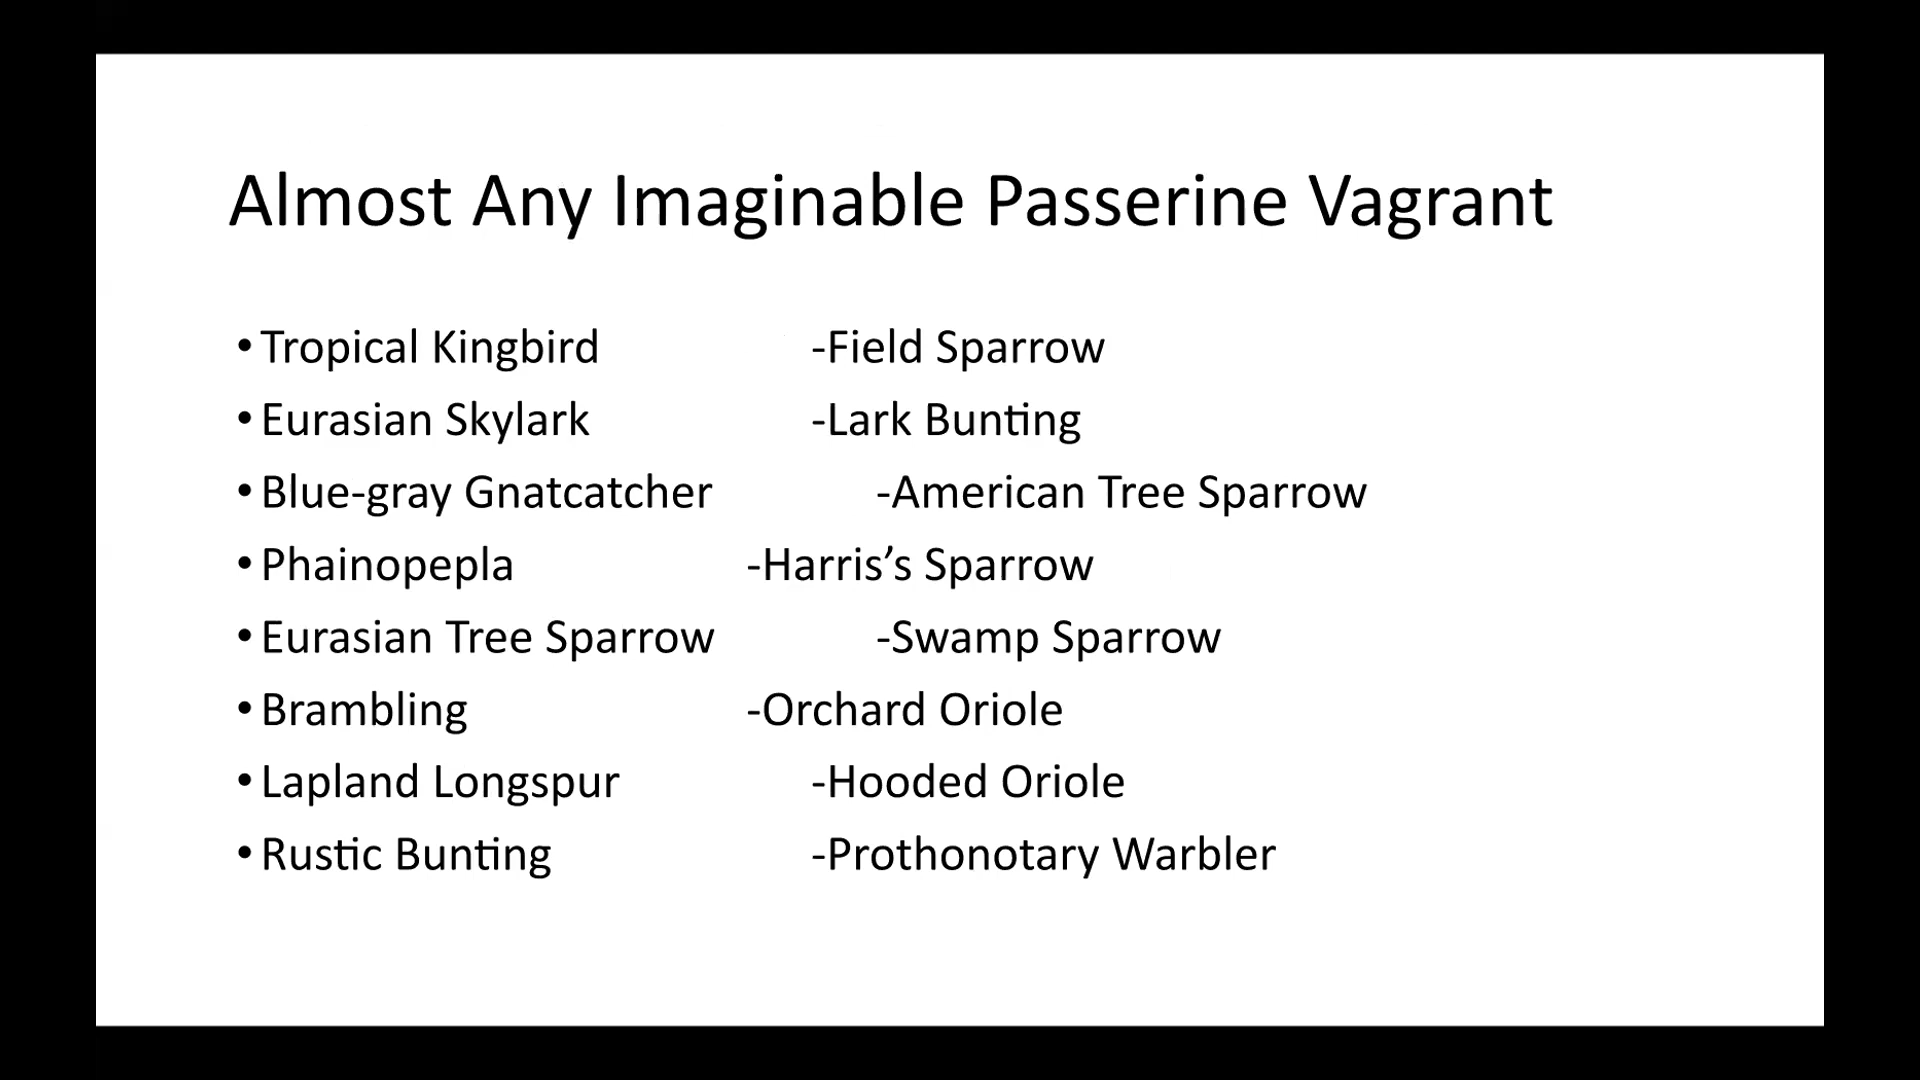 Almost Any Imaginable Passerine Vagrant
•Tropical Kingbird -Field Sparrow
•Eurasian Skylark -Lark Bunting
•Blue-gray Gnatcatcher -American Tree Sparrow
•Phainopepla -Harris’s Sparrow
•Eurasian Tree Sparrow -Swamp Sparrow
•Brambling -Orchard Oriole
•Lapland Longspur -Hooded Oriole
•Rustic Bunting -Prothonotary Warbler